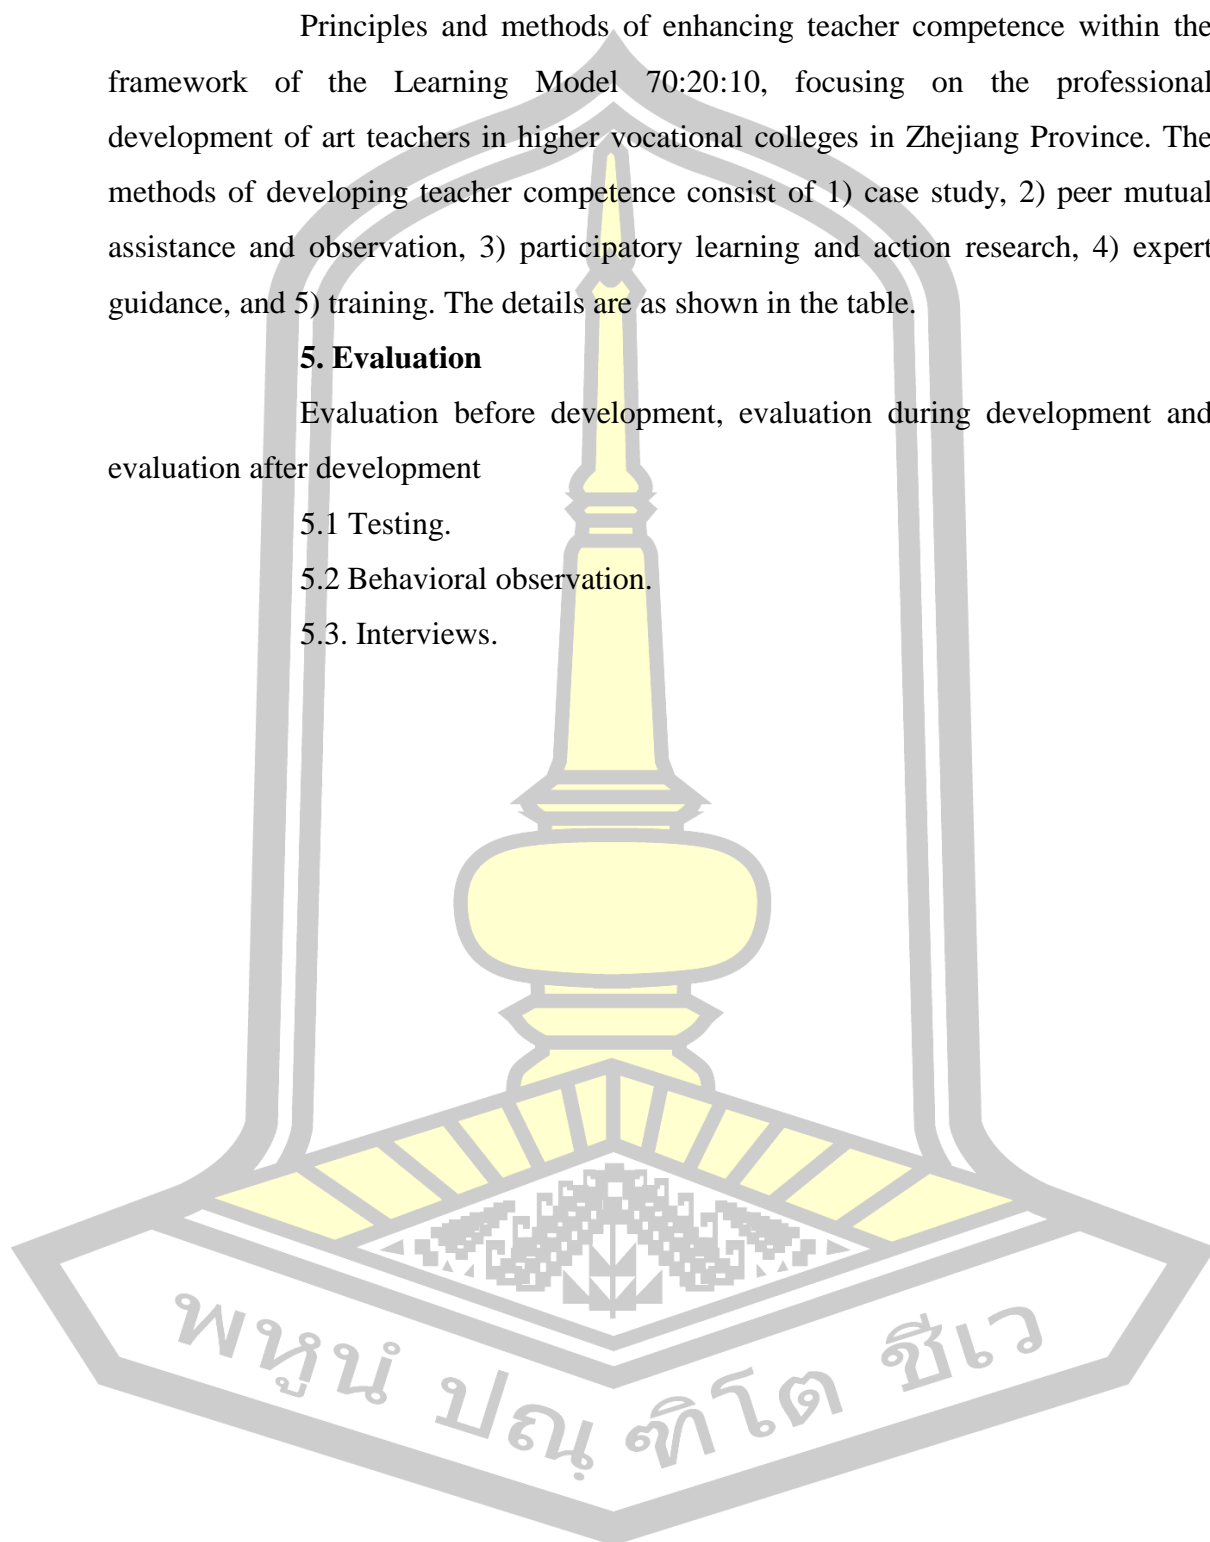 Principles and methods of enhancing teacher competence within the
framework of the Learning Model 70:20:10, focusing on the professional
development of art teachers in higher vocational colleges in Zhejiang Province. The
methods of developing teacher competence consist of 1) case study, 2) peer mutual
assistance and observation, 3) participatory learning and action research, 4) expert
guidance, and 5) training. The details are as shown in the table.
5. Evaluation
Evaluation before development, evaluation during development and
evaluation after development
5.1 Testing.
5.2 Behavioral observation.
5.3. Interviews.
พหูนํ ปณฺฑิโต ชีเว